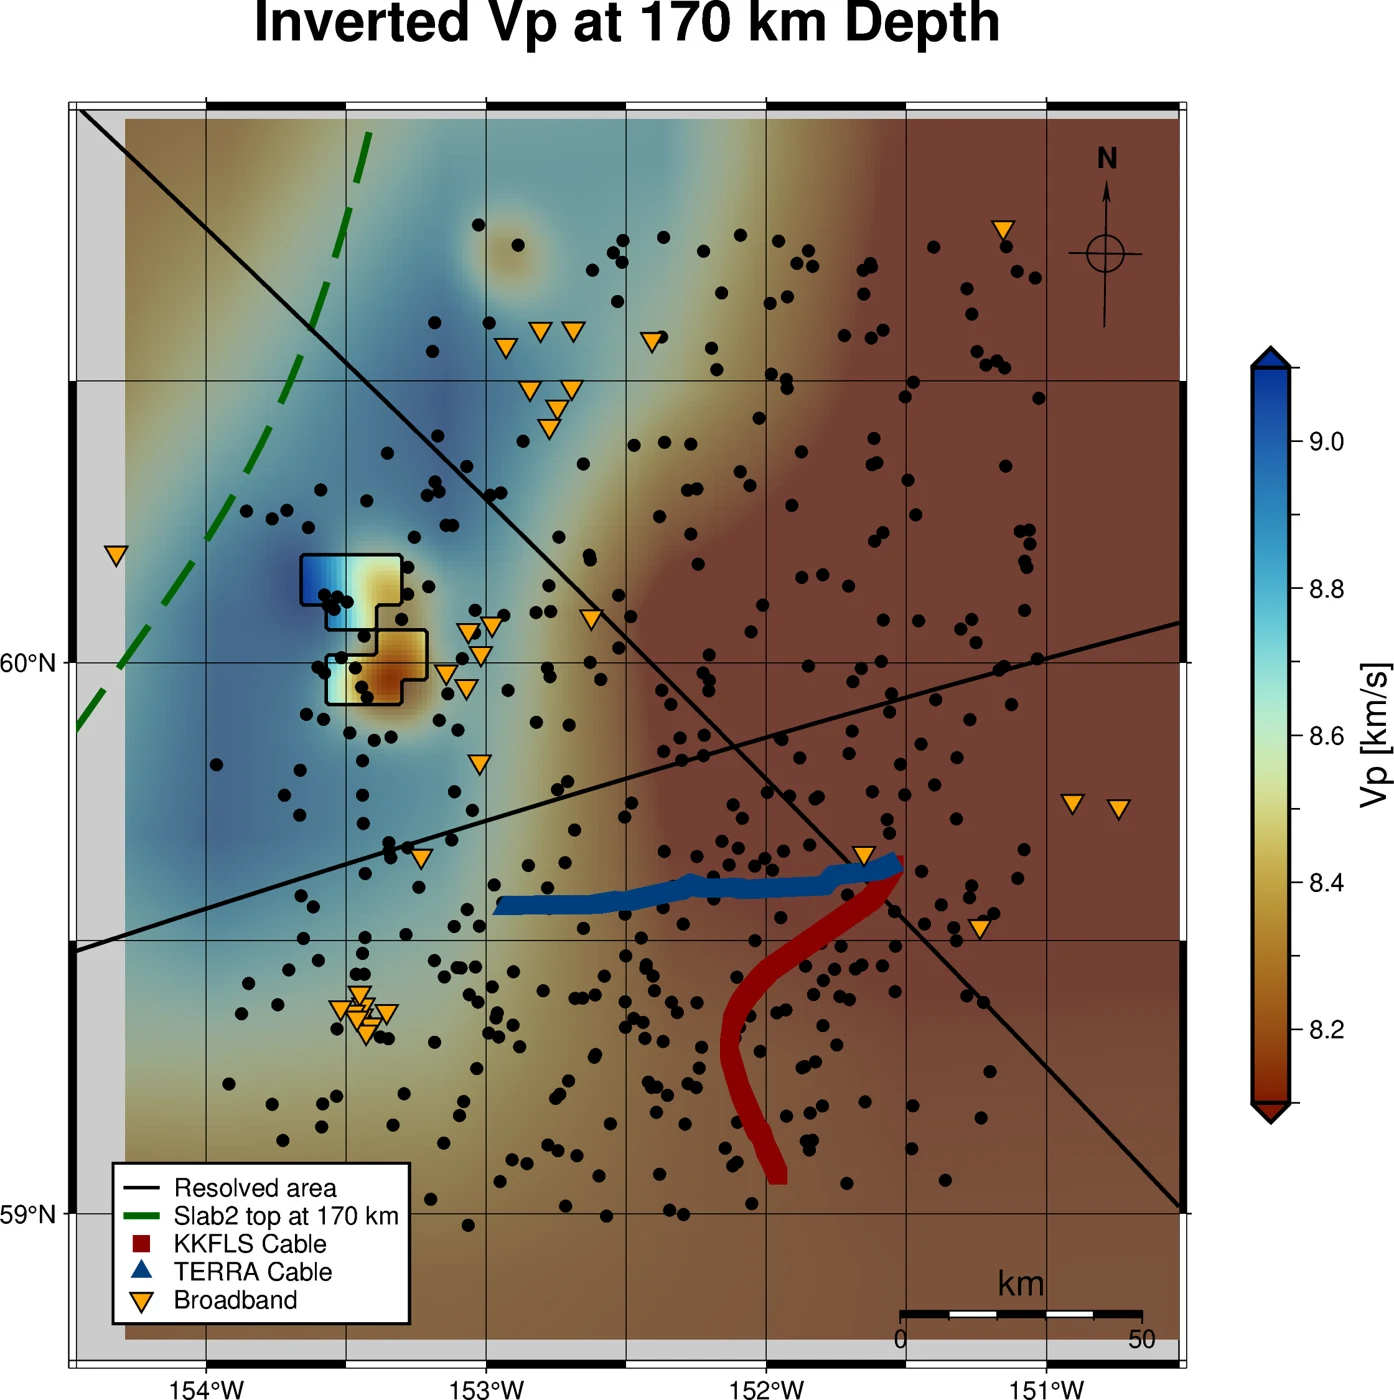 Inverted Vp at 170 km Depth
N
9.0
8.8
8.6
8.4
8.2
Vp [km/s]
60°N
59°N
Resolved area
Slab2 top at 170 km
KKFLS Cable
TERRA Cable
Broadband
km
0 50
154°W 153°W 152°W 151°W